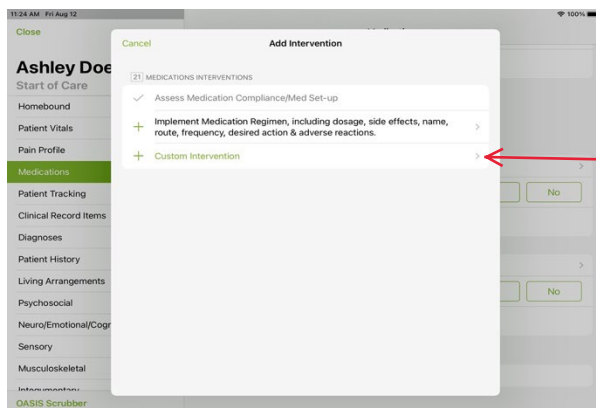 11:24 AM Fri Aug 12
100%
Close
Cancel
Add Intervention
Ashley Doe
Start of Care
21 MEDICATIONS INTERVENTIONS
Assess Medication Compliance/Med Set-up
Implement Medication Regimen, including dosage, side effects, name,
route, frequency, desired action & adverse reactions.
Custom Intervention
Homebound
Patient Vitals
Pain Profile
Medications
Patient Tracking
No
Clinical Record Items
Diagnoses
Patient History
Living Arrangements
No
Psychosocial
Neuro/Emotional/Cogn
Sensory
Musculoskeletal
Integumentary
OASIS Scrubber